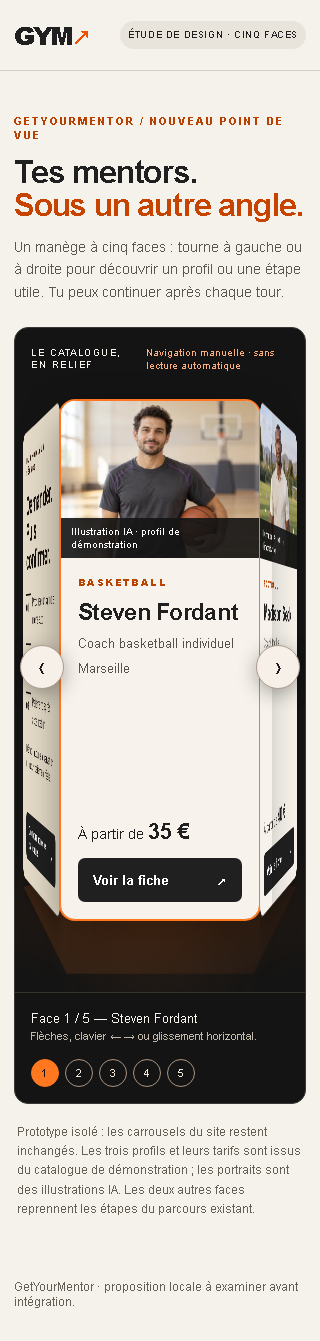 GYM↗
ÉTUDE DE DESIGN · CINQ FACES
GETYOURMENTOR / NOUVEAU POINT DE
VUE
Tes mentors.
Sous un autre angle.
Un manège à cinq faces : tourne à gauche ou
à droite pour découvrir un profil ou une étape
utile. Tu peux continuer après chaque tour.
LE CATALOGUE,
EN RELIEF
Navigation manuelle · sans
lecture automatique
Demander.
Puis
confirmer.
Illustration IA · profil de
démonstration
BASKETBALL
Steven Fordant
Coach basketball individuel
Marseille
À partir de 35 €
Voir la fiche ↗
‹
›
Face 1 / 5 — Steven Fordant
Flèches, clavier ←→ ou glissement horizontal.
1 2 3 4 5
Prototype isolé : les carrousels du site restent
inchangés. Les trois profils et leurs tarifs sont issus
du catalogue de démonstration ; les portraits sont
des illustrations IA. Les deux autres faces
reprennent les étapes du parcours existant.
GetYourMentor · proposition locale à examiner avant
intégration.